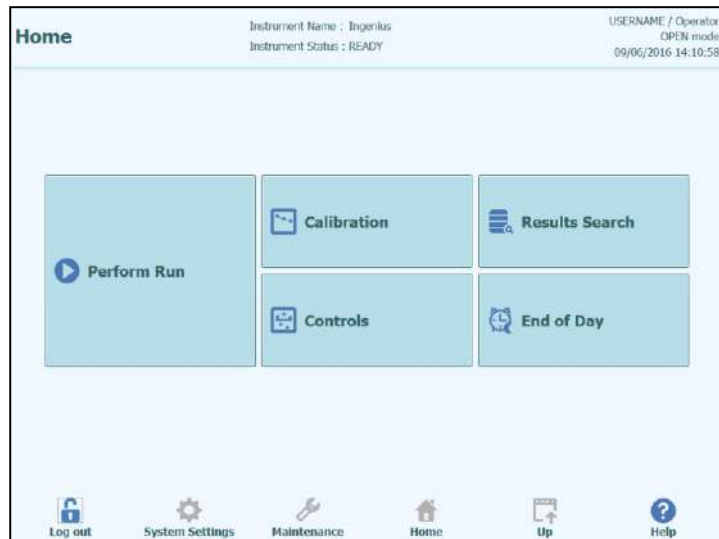 Home
Instrument Name : Ingenius
Instrument Status : READY
USERNAME / Operator
OPEN mode
09/06/2016 14:10:58
Perform Run
Calibration
Results Search
Controls
End of Day
Log out
System Settings
Maintenance
Home
Up
Help